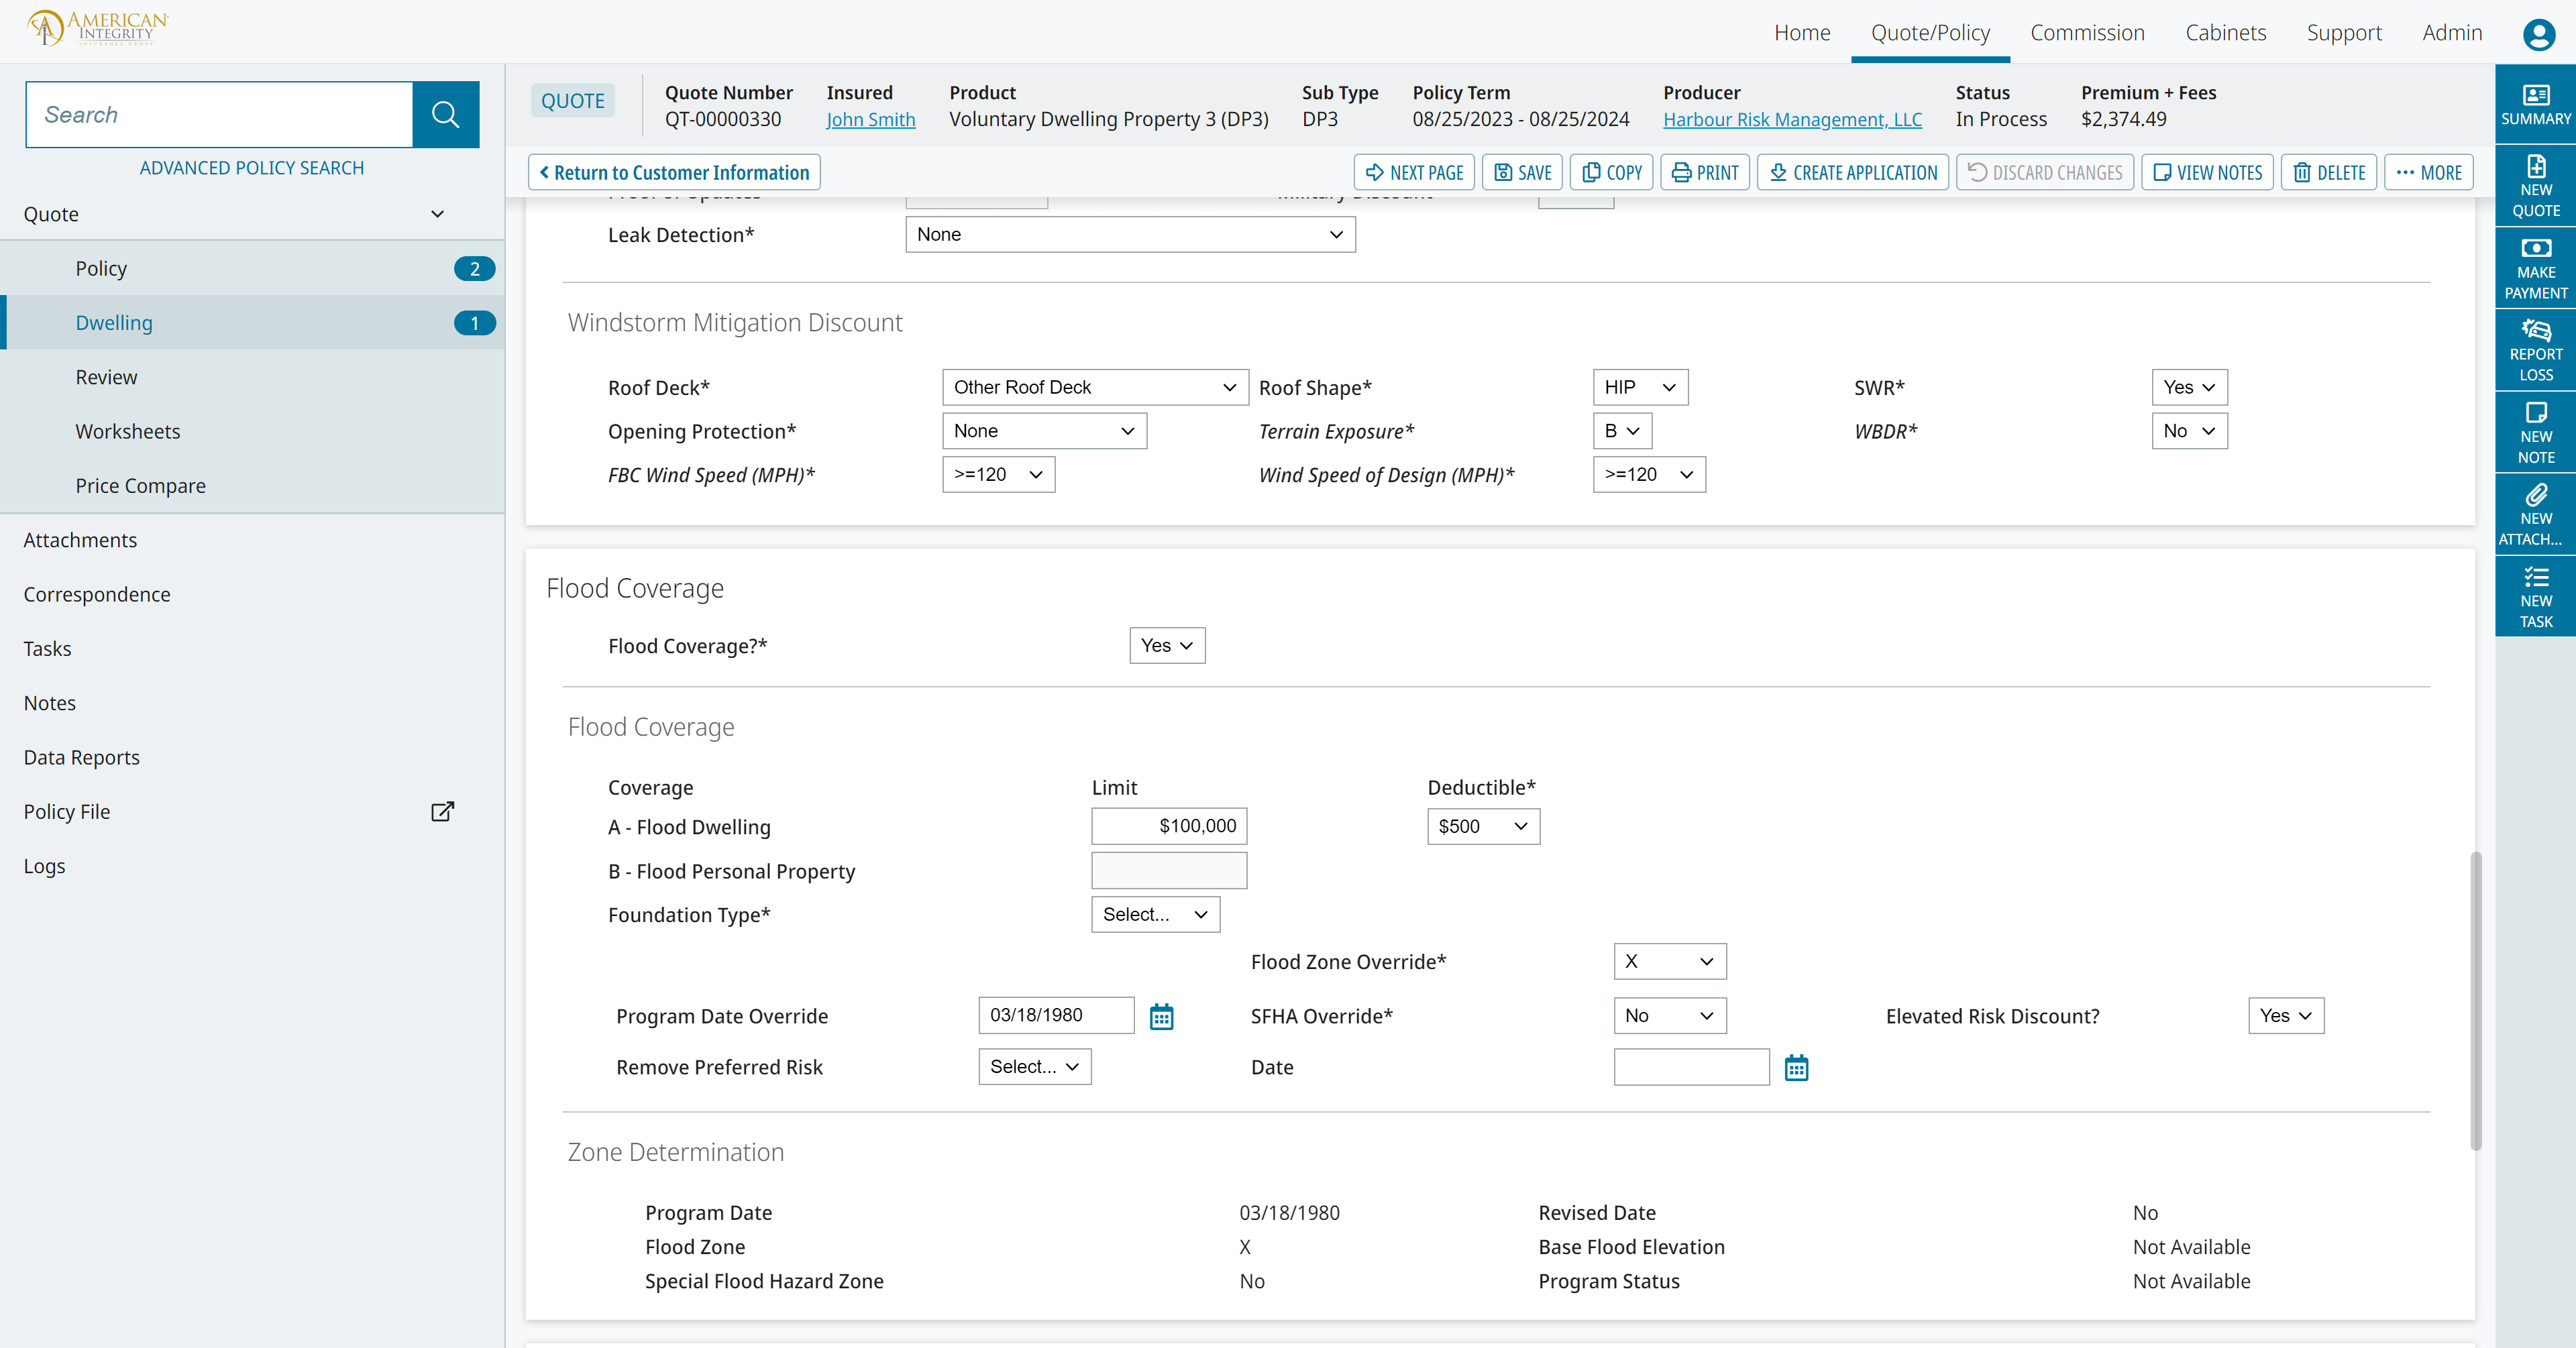 AMERICAN
INTEGRITY
INSURANCE GROUP
Home Quote/Policy Commission Cabinets Support Admin
Search
ADVANCED POLICY SEARCH
Quote
Policy 2
Dwelling 1
Review
Worksheets
Price Compare
Attachments
Correspondence
Tasks
Notes
Data Reports
Policy File
Logs
QUOTE
Quote Number Insured Product Sub Type Policy Term Producer Status Premium + Fees
QT-00000330 John Smith Voluntary Dwelling Property 3 (DP3) DP3 08/25/2023 - 08/25/2024 Harbour Risk Management, LLC In Process $2,374.49
Return to Customer Information NEXT PAGE SAVE COPY PRINT CREATE APPLICATION DISCARD CHANGES VIEW NOTES DELETE ··· MORE
Proof of Updates Military Discount
Leak Detection* None
Windstorm Mitigation Discount
Roof Deck* Other Roof Deck Roof Shape* HIP SWR* Yes
Opening Protection* None Terrain Exposure* B WBDR* No
FBC Wind Speed (MPH)* >=120 Wind Speed of Design (MPH)* >=120
Flood Coverage
Flood Coverage?* Yes
Flood Coverage
Coverage Limit Deductible*
A - Flood Dwelling $100,000 $500
B - Flood Personal Property
Foundation Type* Select...
Flood Zone Override* X
Program Date Override 03/18/1980 SFHA Override* No Elevated Risk Discount? Yes
Remove Preferred Risk Select... Date
Zone Determination
Program Date 03/18/1980 Revised Date No
Flood Zone X Base Flood Elevation Not Available
Special Flood Hazard Zone No Program Status Not Available
SUMMARY
NEW
QUOTE
MAKE
PAYMENT
REPORT
LOSS
NEW
NOTE
NEW
ATTACH...
NEW
TASK